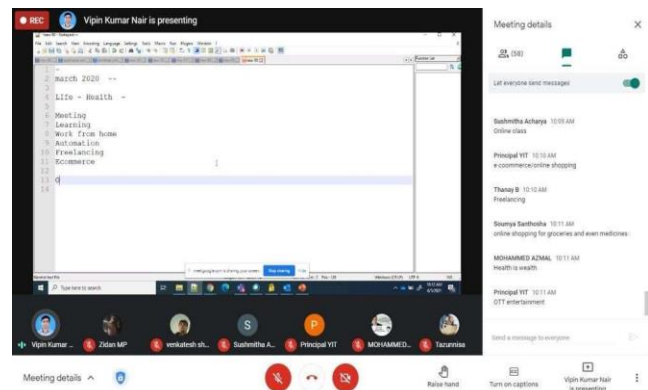 REC
Vipin Kumar Nair is presenting
march 2020 --
LIfe - Health -
Meeting
Learning
Work from home
Automation
Freelancing
Ecommerce
O
Stop sharing
Hide
Type here to search
Vipin Kumar ...
Zidan MP
venkatesh sh...
S
Sushmitha A...
P
Principal YIT
MOHAMMED...
Tazunnisa
Meeting details
Raise hand
Turn on captions
Vipin Kumar Nair
is presenting
Meeting details
(58)
Let everyone send messages
Sushmitha Acharya 10:09 AM
Online class
Principal YIT 10:10 AM
e-coommerce/online shopping
Thanay B 10:10 AM
Freelancing
Soumya Santhosha 10:11 AM
online shopping for groceries and even medicines
MOHAMMED AZMAL 10:11 AM
Health is wealth
Principal YIT 10:11 AM
OTT entertainment
Send a message to everyone